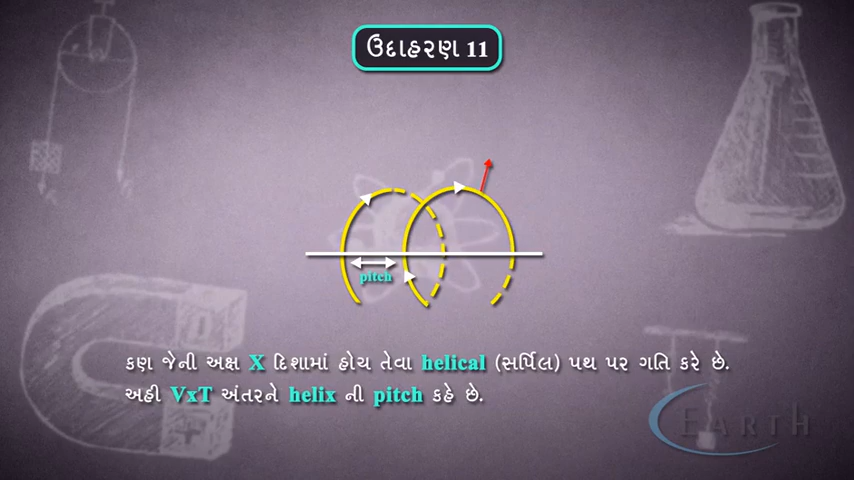 ઉદાહરણ 11
pitch
કણ જેની અક્ષ X દિશામાં હોય તેવા helical (સર્પિલ) પથ પર ગતિ કરે છે.
અહી VxT અંતરને helix ની pitch કહે છે.
EARTH